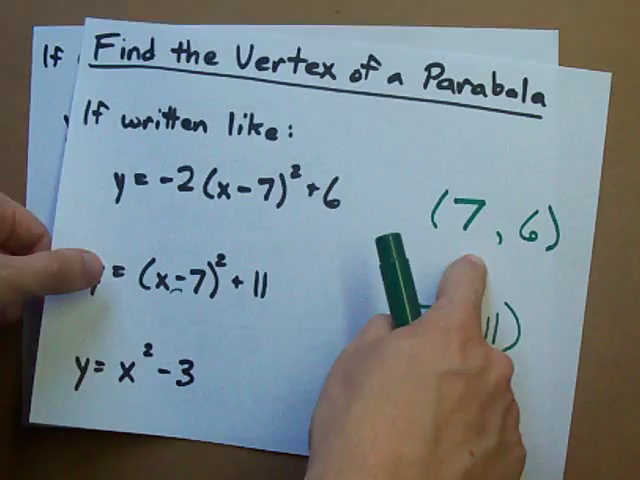 If
Find the Vertex of a Parabola
If written like:
y = -2(x-7)² + 6
(7, 6)
= (x-7)² + 11
11)
y = x² - 3